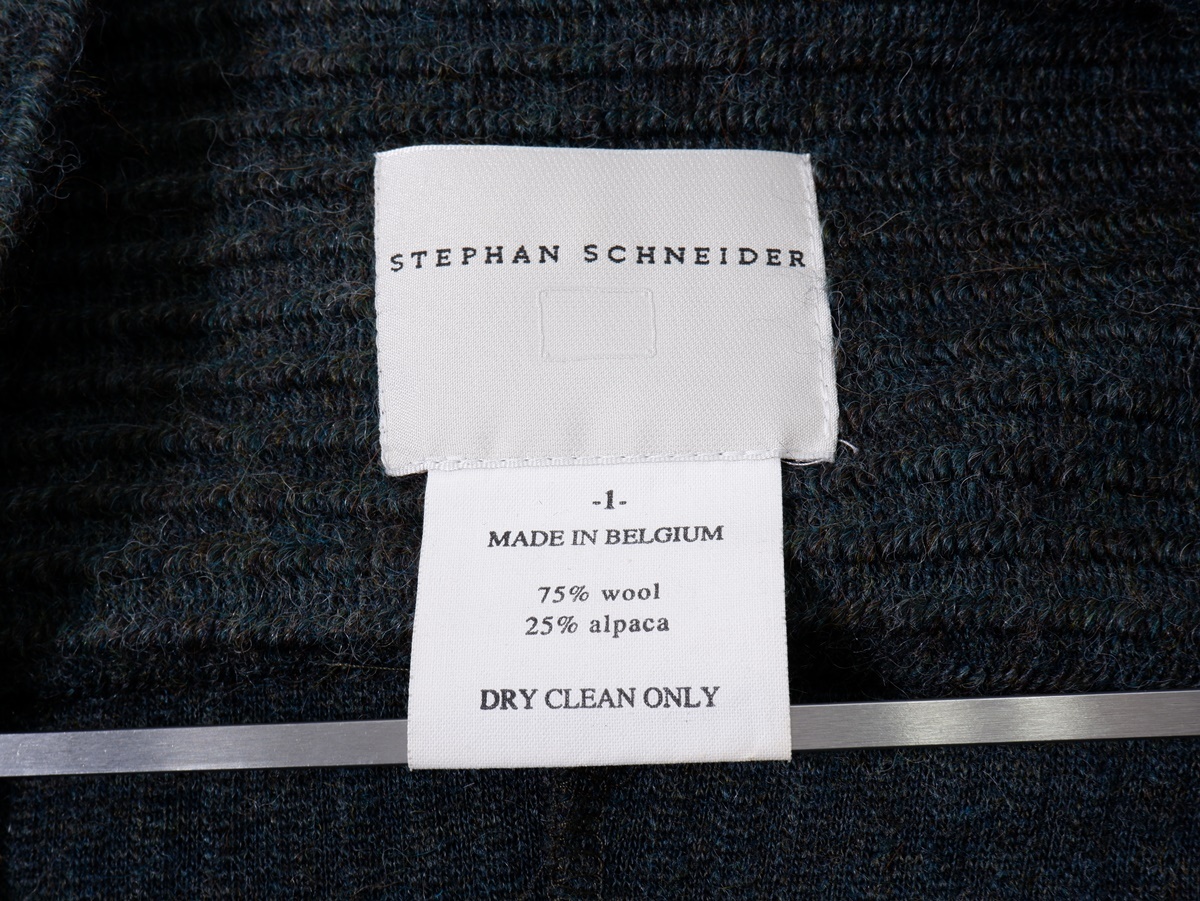 STEPHAN SCHNEIDER
-1-
MADE IN BELGIUM
75% wool
25% alpaca
DRY CLEAN ONLY